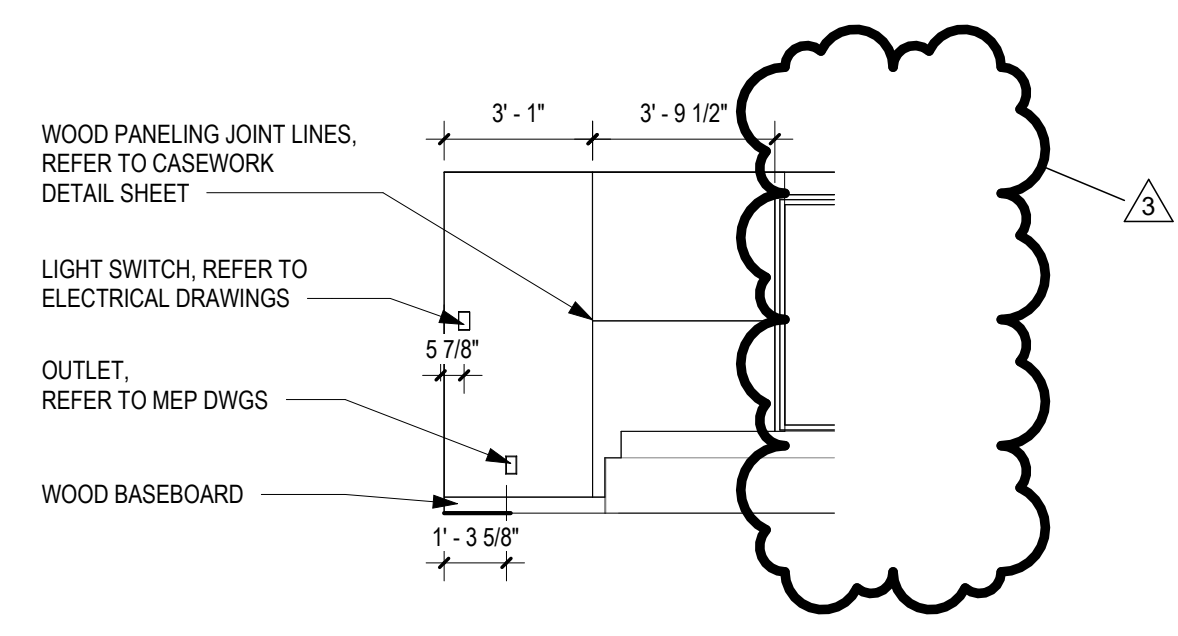 3' - 1"
3' - 9 1/2"
WOOD PANELING JOINT LINES,
REFER TO CASEWORK
DETAIL SHEET
3
LIGHT SWITCH, REFER TO
ELECTRICAL DRAWINGS
5 7/8"
OUTLET,
REFER TO MEP DWGS
WOOD BASEBOARD
1' - 3 5/8"